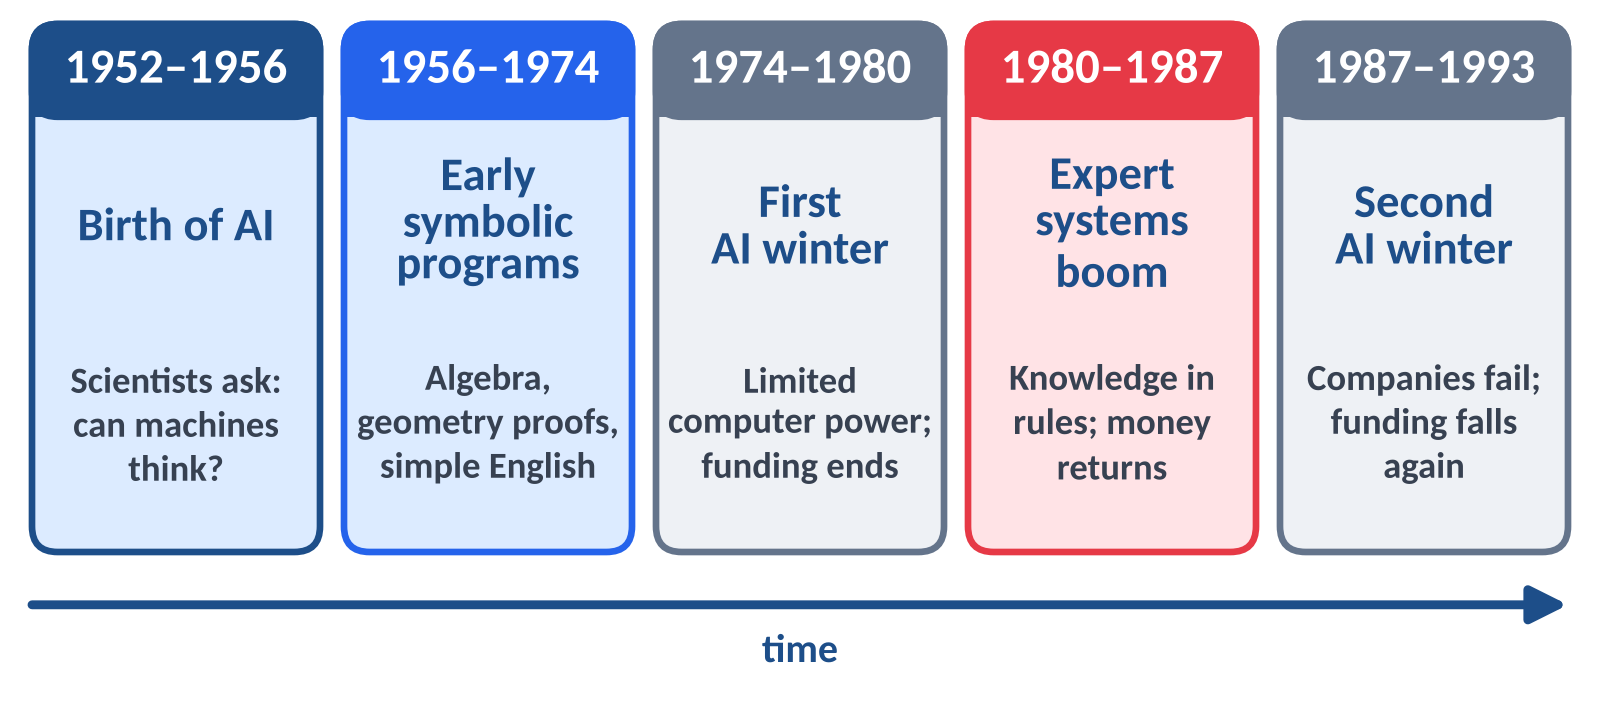 1952–1956
Birth of AI
Scientists ask:
can machines
think?
1956–1974
Early
symbolic
programs
Algebra,
geometry proofs,
simple English
1974–1980
First
AI winter
Limited
computer power;
funding ends
1980–1987
Expert
systems
boom
Knowledge in
rules; money
returns
1987–1993
Second
AI winter
Companies fail;
funding falls
again
time